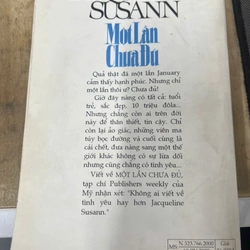 SUSANN
Một Lần
Chưa Đủ
Quả thật đã một lần January
cảm thấy hạnh phúc. Nhưng chỉ
một lần thôi ư? Chưa đủ!
Giờ đây nàng có tất cả: tuổi
trẻ, sắc đẹp, 10 triệu đôla...
Nhưng chẳng còn ai trên đời
này để thân thiết, tin cậy. Chỉ
còn lại ảo giác, những viên ma
túy bọc đường và cuối cùng là
cái chết, đưa nàng sang một thế
giới khác không có sự lừa dối
nhưng cũng chẳng có tình yêu...
Viết về MỘT LẦN CHƯA ĐỦ,
tạp chí Publishers weekly của
Mỹ nhận xét: "Không ai viết về
tình yêu hay hơn Jacqueline
Susann."
Giá